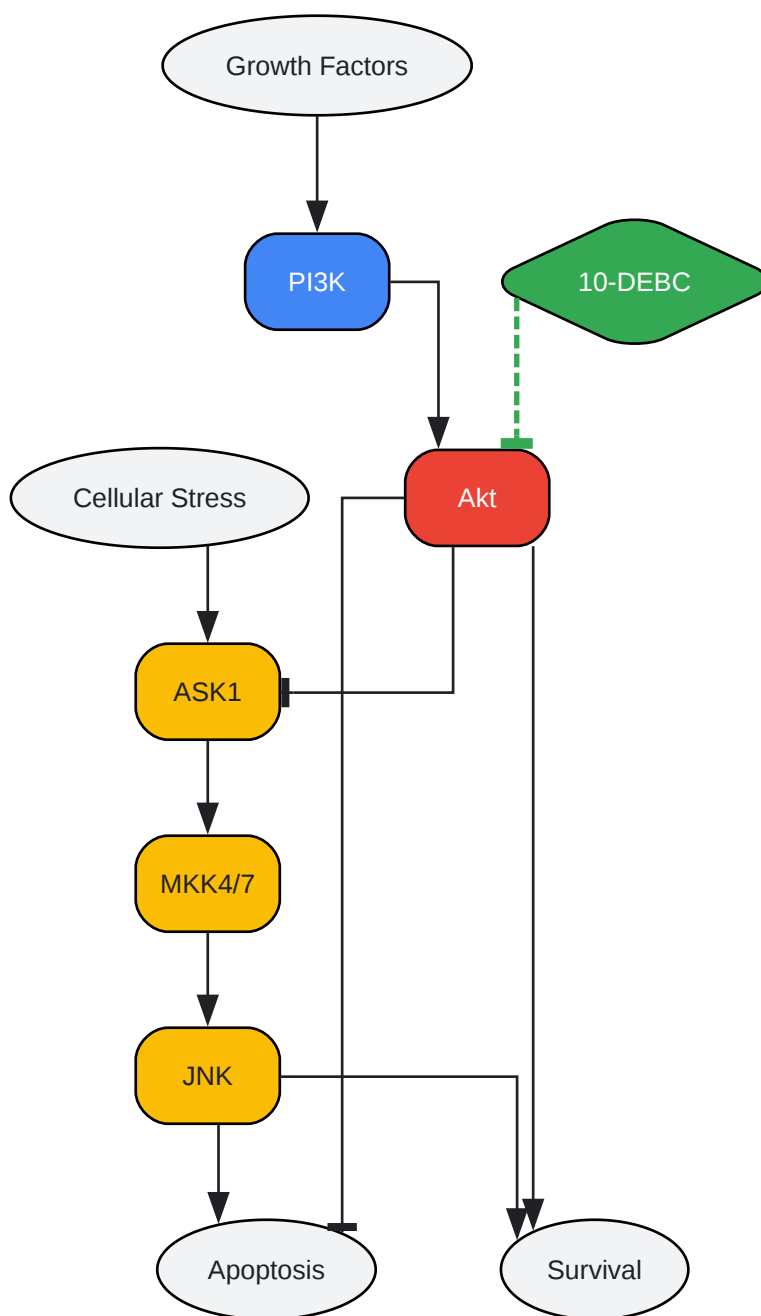 Growth Factors
PI3K
10-DEBC
Cellular Stress
Akt
ASK1
MKK4/7
JNK
Apoptosis
Survival